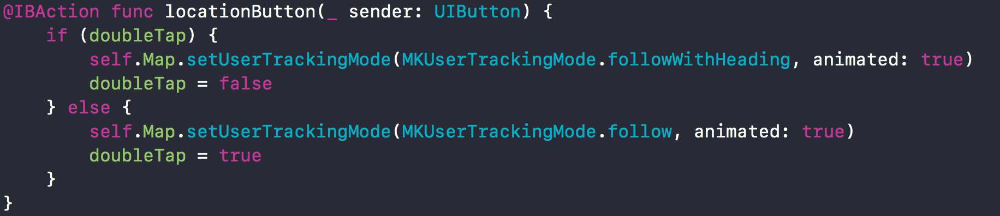 @IBAction func locationButton(_ sender: UIButton) {
    if (doubleTap) {
        self.Map.setUserTrackingMode(MKUserTrackingMode.followWithHeading, animated: true)
        doubleTap = false
    } else {
        self.Map.setUserTrackingMode(MKUserTrackingMode.follow, animated: true)
        doubleTap = true
    }
}